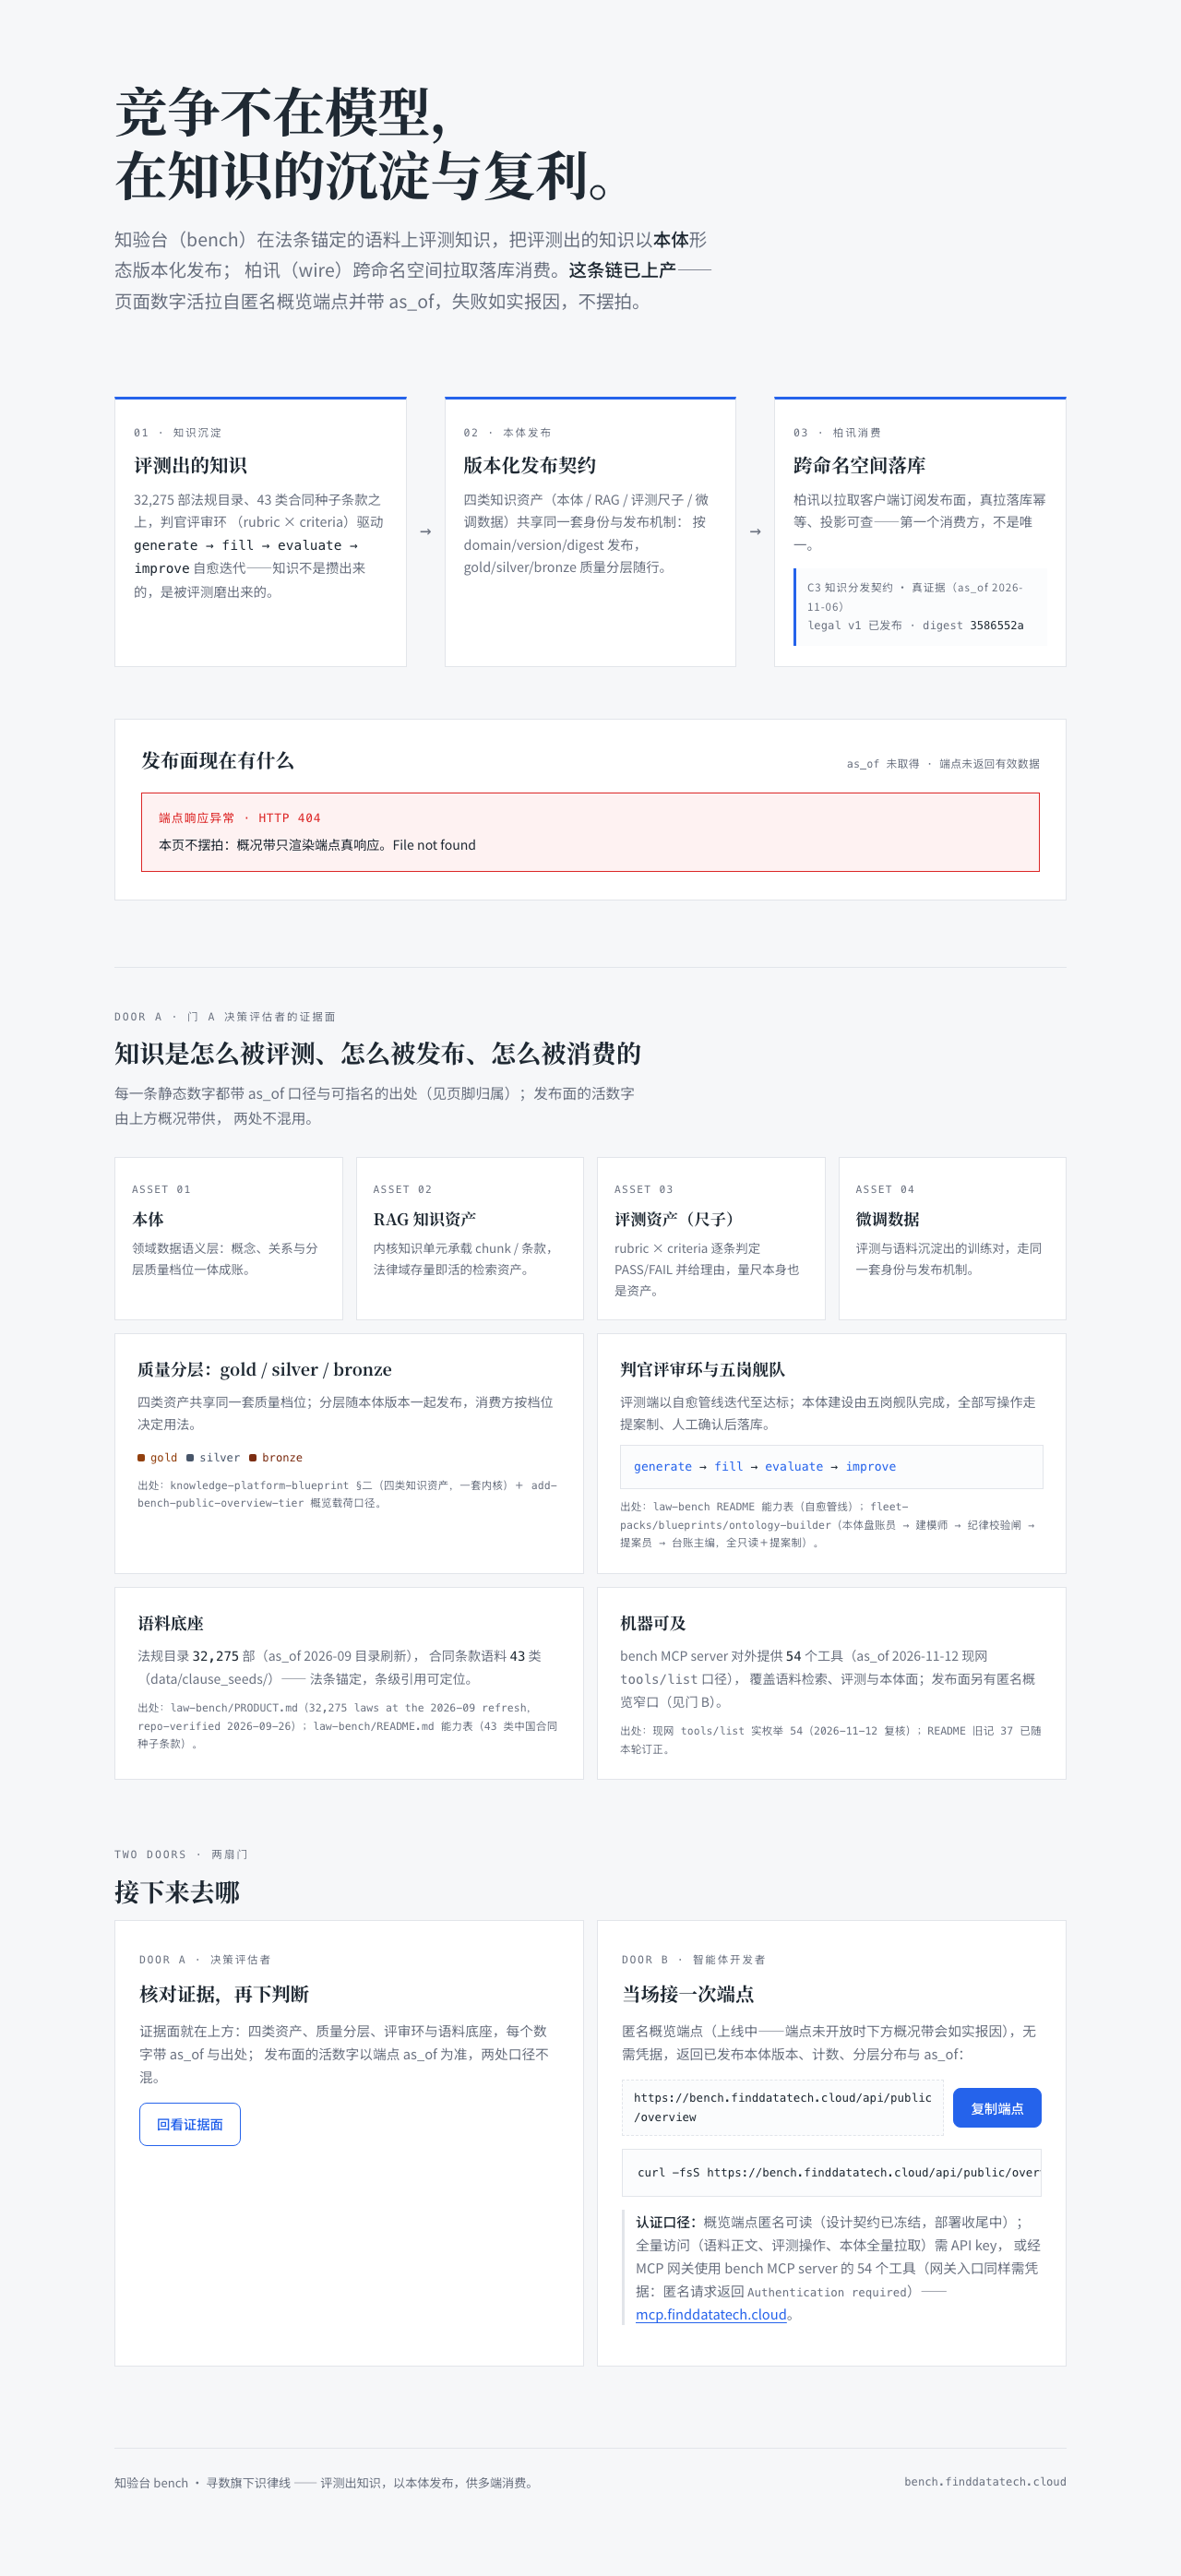 竞争不在模型，
在知识的沉淀与复利。
知验台（bench）在法条锚定的语料上评测知识，把评测出的知识以本体形
态版本化发布； 柏讯（wire）跨命名空间拉取落库消费。这条链已上产——
页面数字活拉自匿名概览端点并带 as_of，失败如实报因，不摆拍。
01 · 知识沉淀
评测出的知识
32,275 部法规目录、43 类合同种子条款之
上，判官评审环 （rubric × criteria）驱动
generate → fill → evaluate →
improve 自愈迭代——知识不是攒出来
的，是被评测磨出来的。
→
02 · 本体发布
版本化发布契约
四类知识资产（本体 / RAG / 评测尺子 / 微
调数据）共享同一套身份与发布机制： 按
domain/version/digest 发布，
gold/silver/bronze 质量分层随行。
→
03 · 柏讯消费
跨命名空间落库
柏讯以拉取客户端订阅发布面，真拉落库幂
等、投影可查——第一个消费方，不是唯
一。
C3 知识分发契约 · 真证据（as_of 2026-
11-06）
legal v1 已发布 · digest 3586552a
发布面现在有什么
as_of 未取得 · 端点未返回有效数据
端点响应异常 · HTTP 404
本页不摆拍：概况带只渲染端点真响应。File not found
DOOR A · 门 A 决策评估者的证据面
知识是怎么被评测、怎么被发布、怎么被消费的
每一条静态数字都带 as_of 口径与可指名的出处（见页脚归属）；发布面的活数字
由上方概况带供， 两处不混用。
ASSET 01
本体
领域数据语义层：概念、关系与分
层质量档位一体成账。
ASSET 02
RAG 知识资产
内核知识单元承载 chunk / 条款，
法律域存量即活的检索资产。
ASSET 03
评测资产（尺子）
rubric × criteria 逐条判定
PASS/FAIL 并给理由，量尺本身也
是资产。
ASSET 04
微调数据
评测与语料沉淀出的训练对，走同
一套身份与发布机制。
质量分层：gold / silver / bronze
四类资产共享同一套质量档位；分层随本体版本一起发布，消费方按档位
决定用法。
gold silver bronze
出处：knowledge-platform-blueprint §二（四类知识资产，一套内核）＋ add-
bench-public-overview-tier 概览载荷口径。
判官评审环与五岗舰队
评测端以自愈管线迭代至达标；本体建设由五岗舰队完成，全部写操作走
提案制、人工确认后落库。
generate → fill → evaluate → improve
出处：law-bench README 能力表（自愈管线）；fleet-
packs/blueprints/ontology-builder（本体盘账员 → 建模师 → 纪律校验闸 →
提案员 → 台账主编，全只读＋提案制）。
语料底座
法规目录 32,275 部（as_of 2026-09 目录刷新）， 合同条款语料 43 类
（data/clause_seeds/）—— 法条锚定，条级引用可定位。
出处：law-bench/PRODUCT.md（32,275 laws at the 2026-09 refresh，
repo-verified 2026-09-26）；law-bench/README.md 能力表（43 类中国合同
种子条款）。
机器可及
bench MCP server 对外提供 54 个工具（as_of 2026-11-12 现网
tools/list 口径）， 覆盖语料检索、评测与本体面；发布面另有匿名概
览窄口（见门 B）。
出处：现网 tools/list 实枚举 54（2026-11-12 复核）；README 旧记 37 已随
本轮订正。
TWO DOORS · 两扇门
接下来去哪
DOOR A · 决策评估者
核对证据，再下判断
证据面就在上方：四类资产、质量分层、评审环与语料底座，每个数
字带 as_of 与出处； 发布面的活数字以端点 as_of 为准，两处口径不
混。
回看证据面
DOOR B · 智能体开发者
当场接一次端点
匿名概览端点（上线中——端点未开放时下方概况带会如实报因），无
需凭据，返回已发布本体版本、计数、分层分布与 as_of：
https://bench.finddatatech.cloud/api/public
/overview
复制端点
curl -fsS https://bench.finddatatech.cloud/api/public/over
认证口径：概览端点匿名可读（设计契约已冻结，部署收尾中）；
全量访问（语料正文、评测操作、本体全量拉取）需 API key， 或经
MCP 网关使用 bench MCP server 的 54 个工具（网关入口同样需凭
据：匿名请求返回 Authentication required）——
mcp.finddatatech.cloud。
知验台 bench · 寻数旗下识律线 —— 评测出知识，以本体发布，供多端消费。
bench.finddatatech.cloud